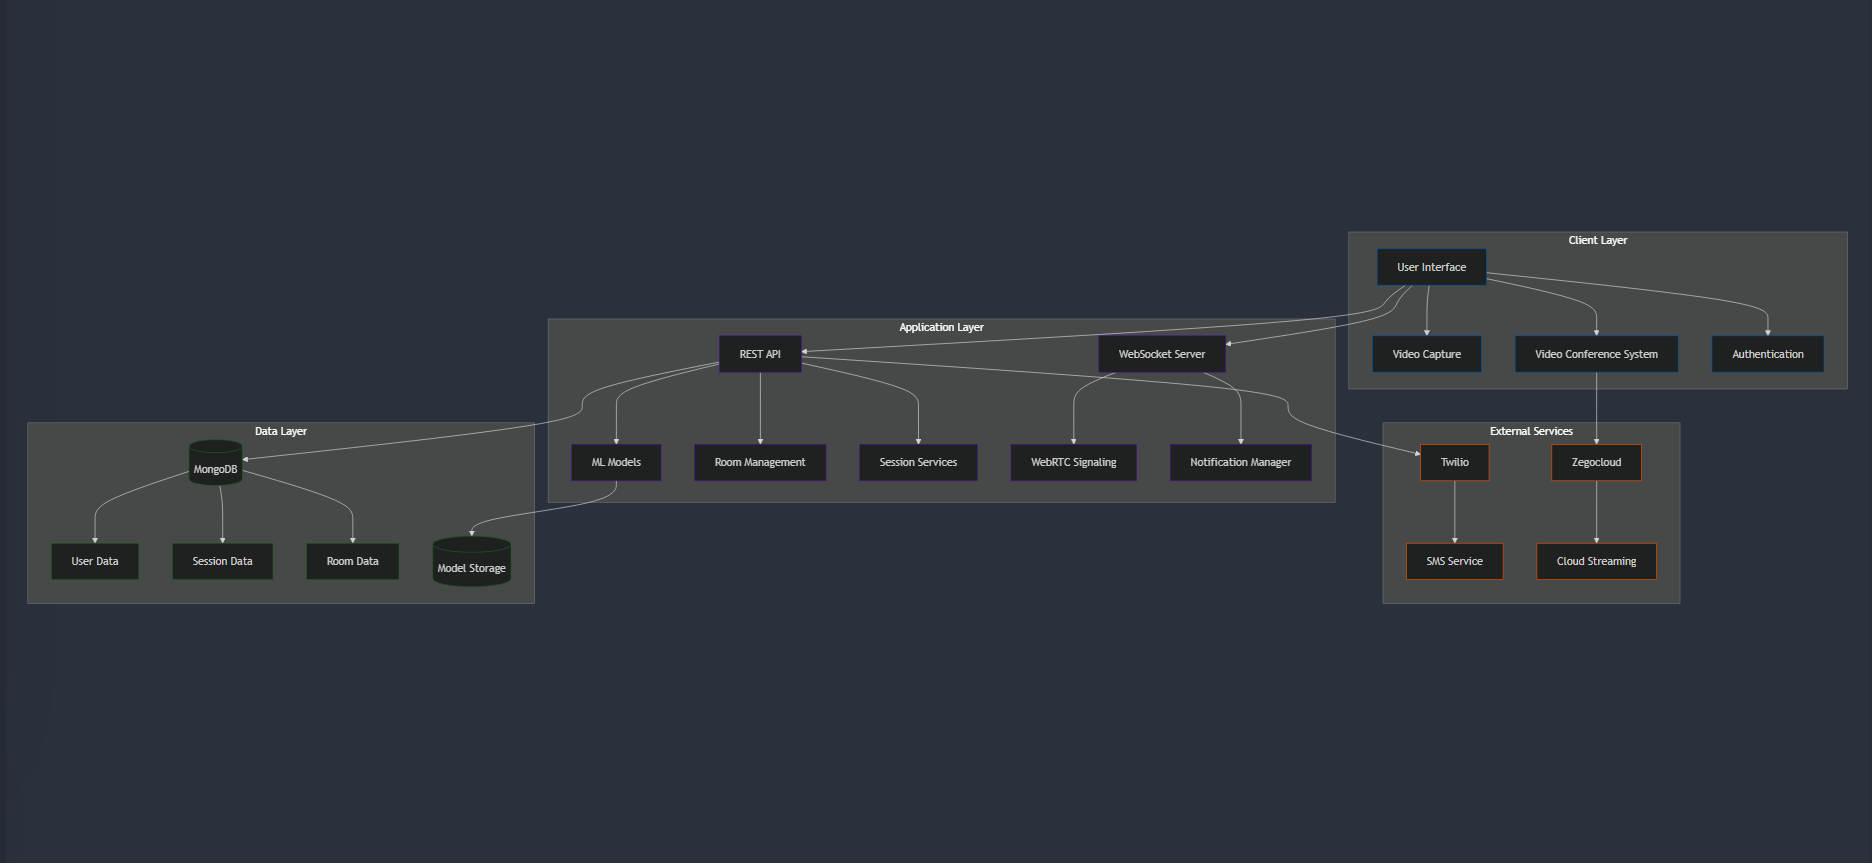 Client Layer
User Interface
Video Capture
Video Conference System
Authentication
Application Layer
REST API
WebSocket Server
ML Models
Room Management
Session Services
WebRTC Signaling
Notification Manager
Data Layer
MongoDB
User Data
Session Data
Room Data
Model Storage
External Services
Twilio
Zegocloud
SMS Service
Cloud Streaming